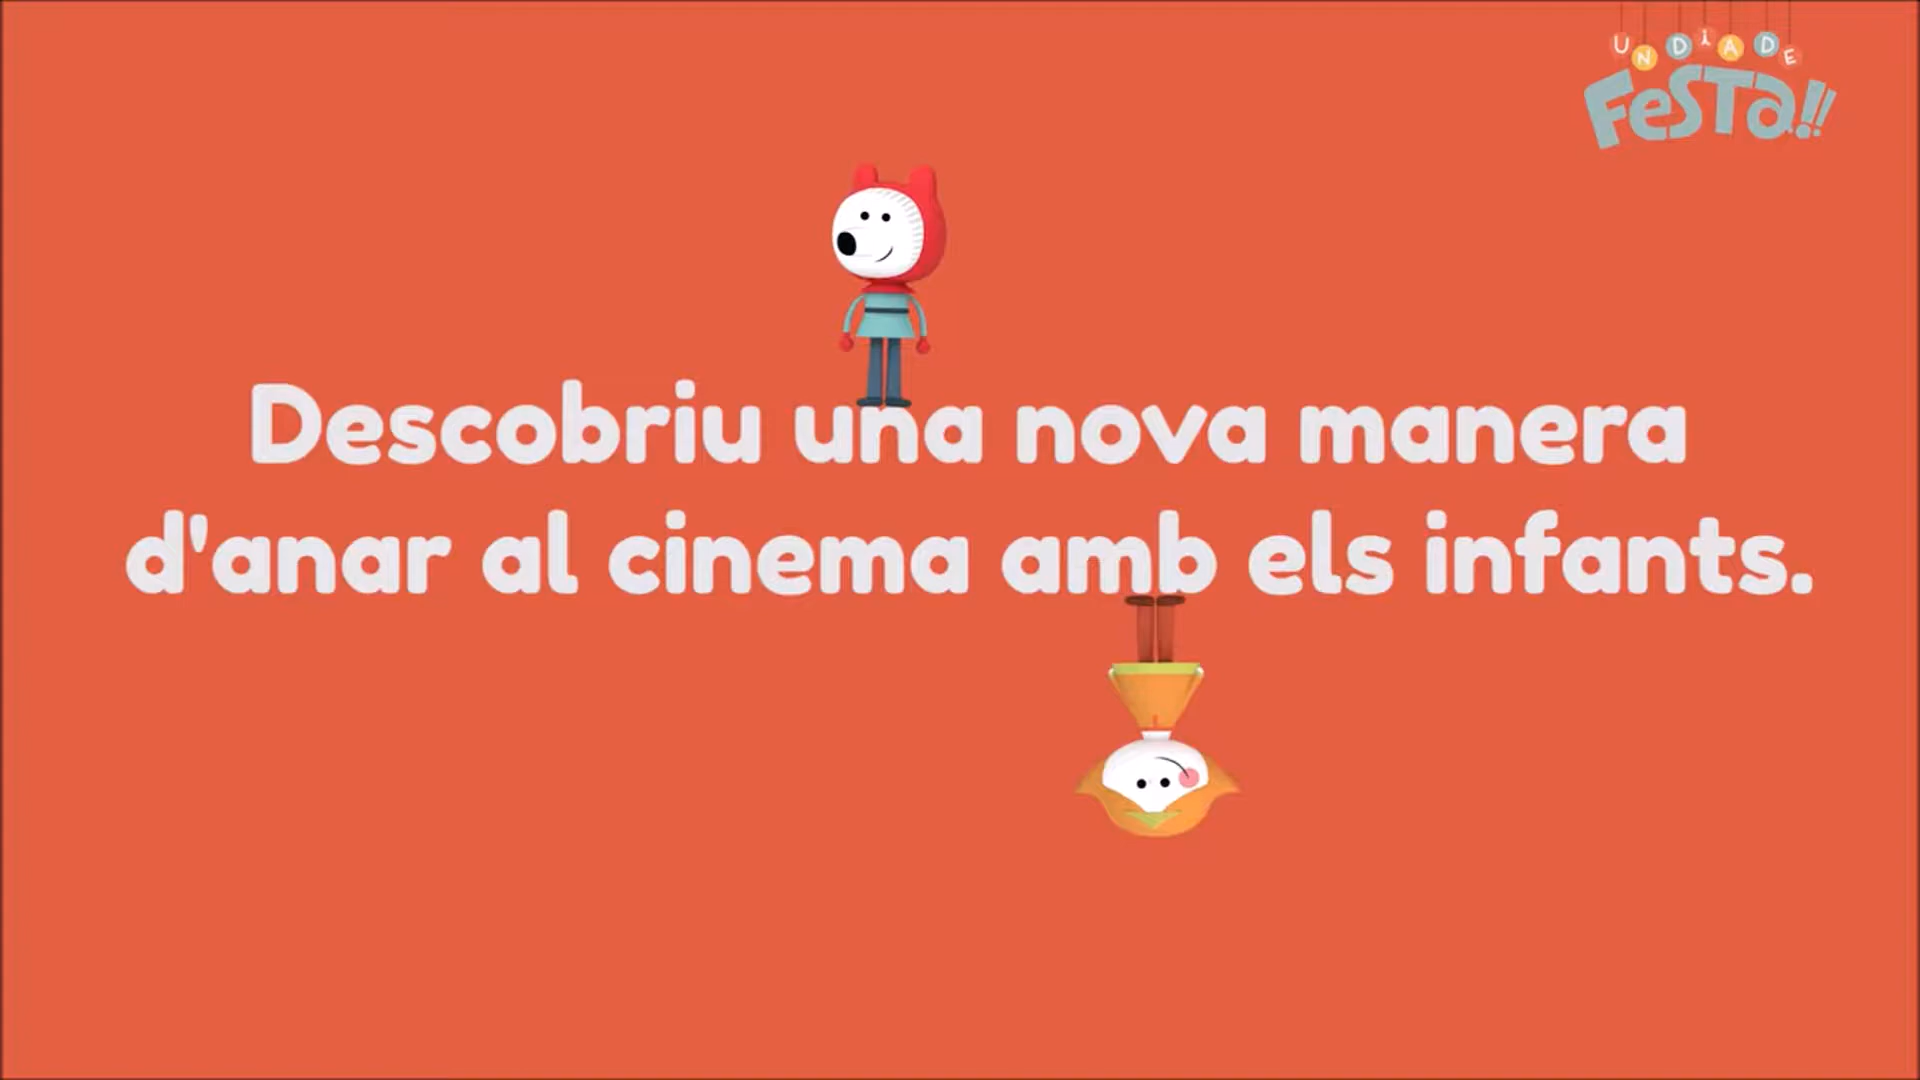 UN DIA DE
FeSTa!!
Descobriu una nova manera
d'anar al cinema amb els infants.